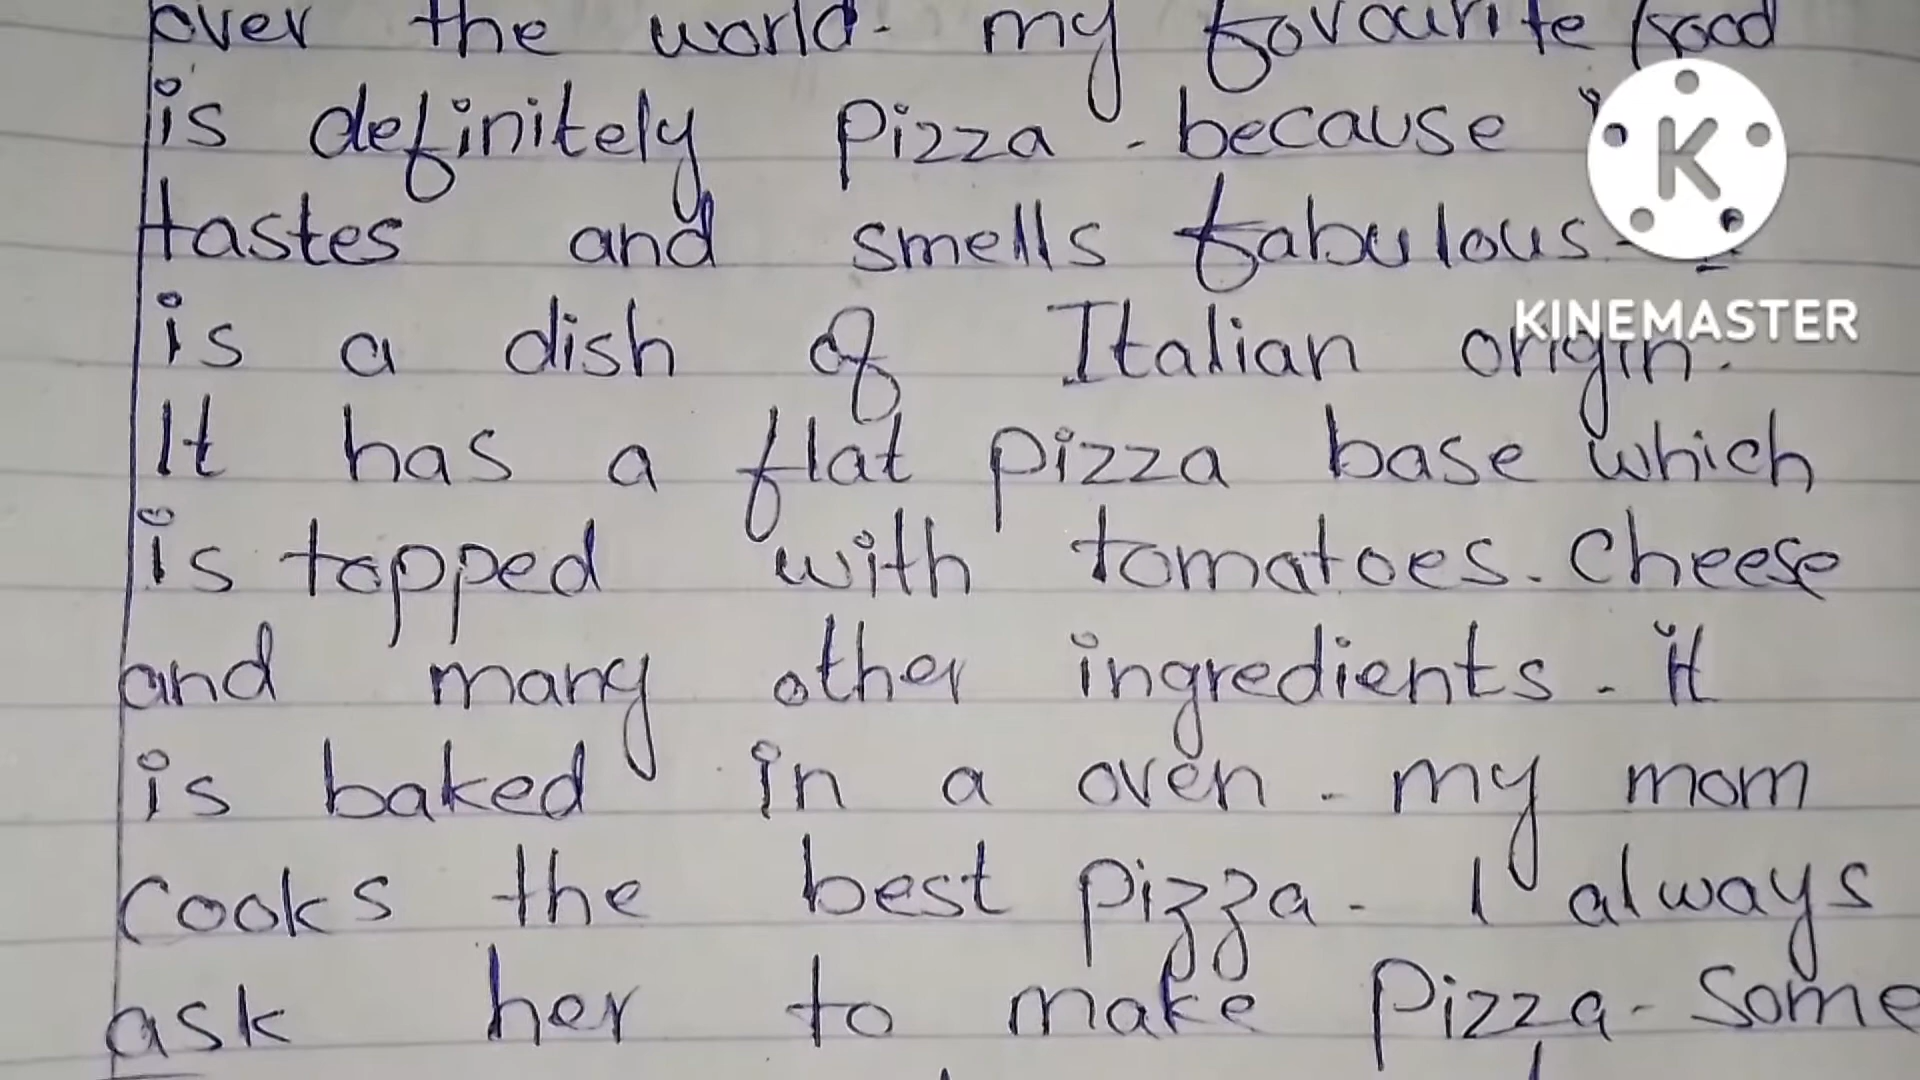 over the world. my favourite food
is definitely pizza. because
tastes and smells fabulous.
is a dish of Italian origin.
It has a flat pizza base which
is topped with tomatoes. Cheese
and many other ingredients. it
is baked in a oven. my mom
cooks the best pizza. I always
ask her to make pizza. Some
KINEMASTER